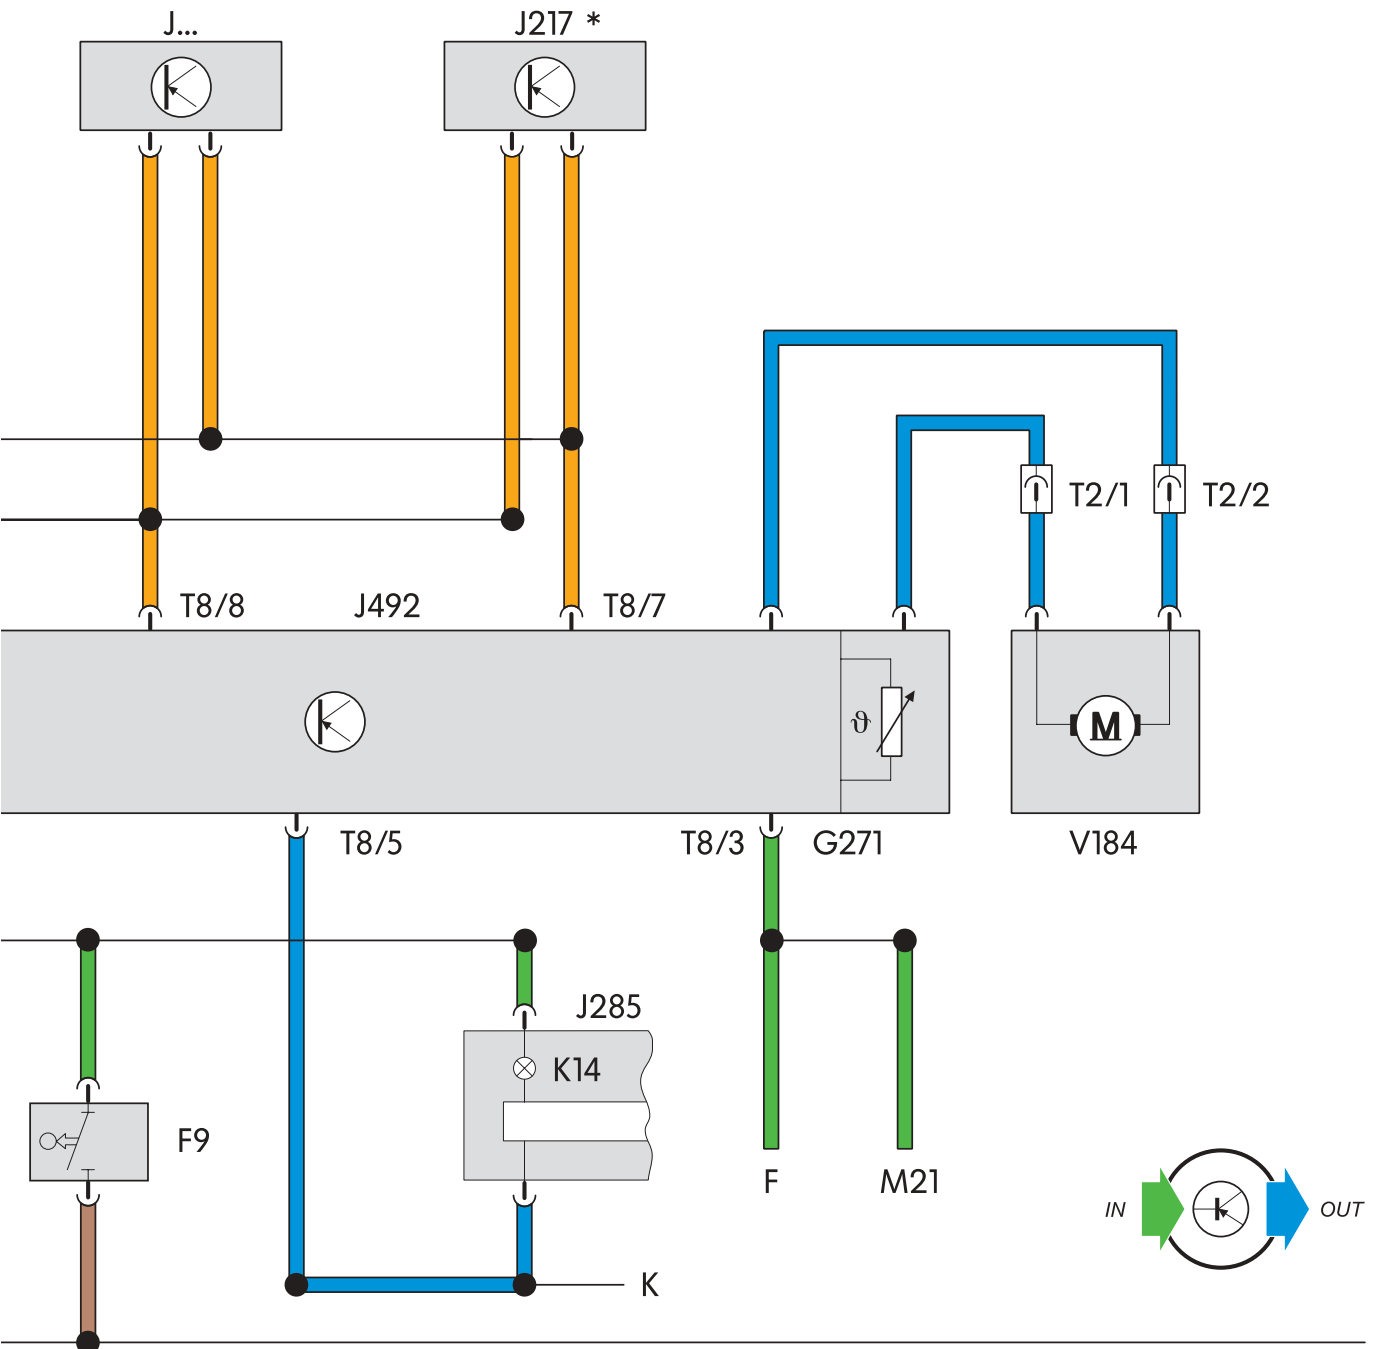 J...
J217 *
T2/1
T2/2
T8/8
J492
T8/7
ϑ
M
T8/5
T8/3
G271
V184
J285
K14
F9
F
M21
IN
OUT
K